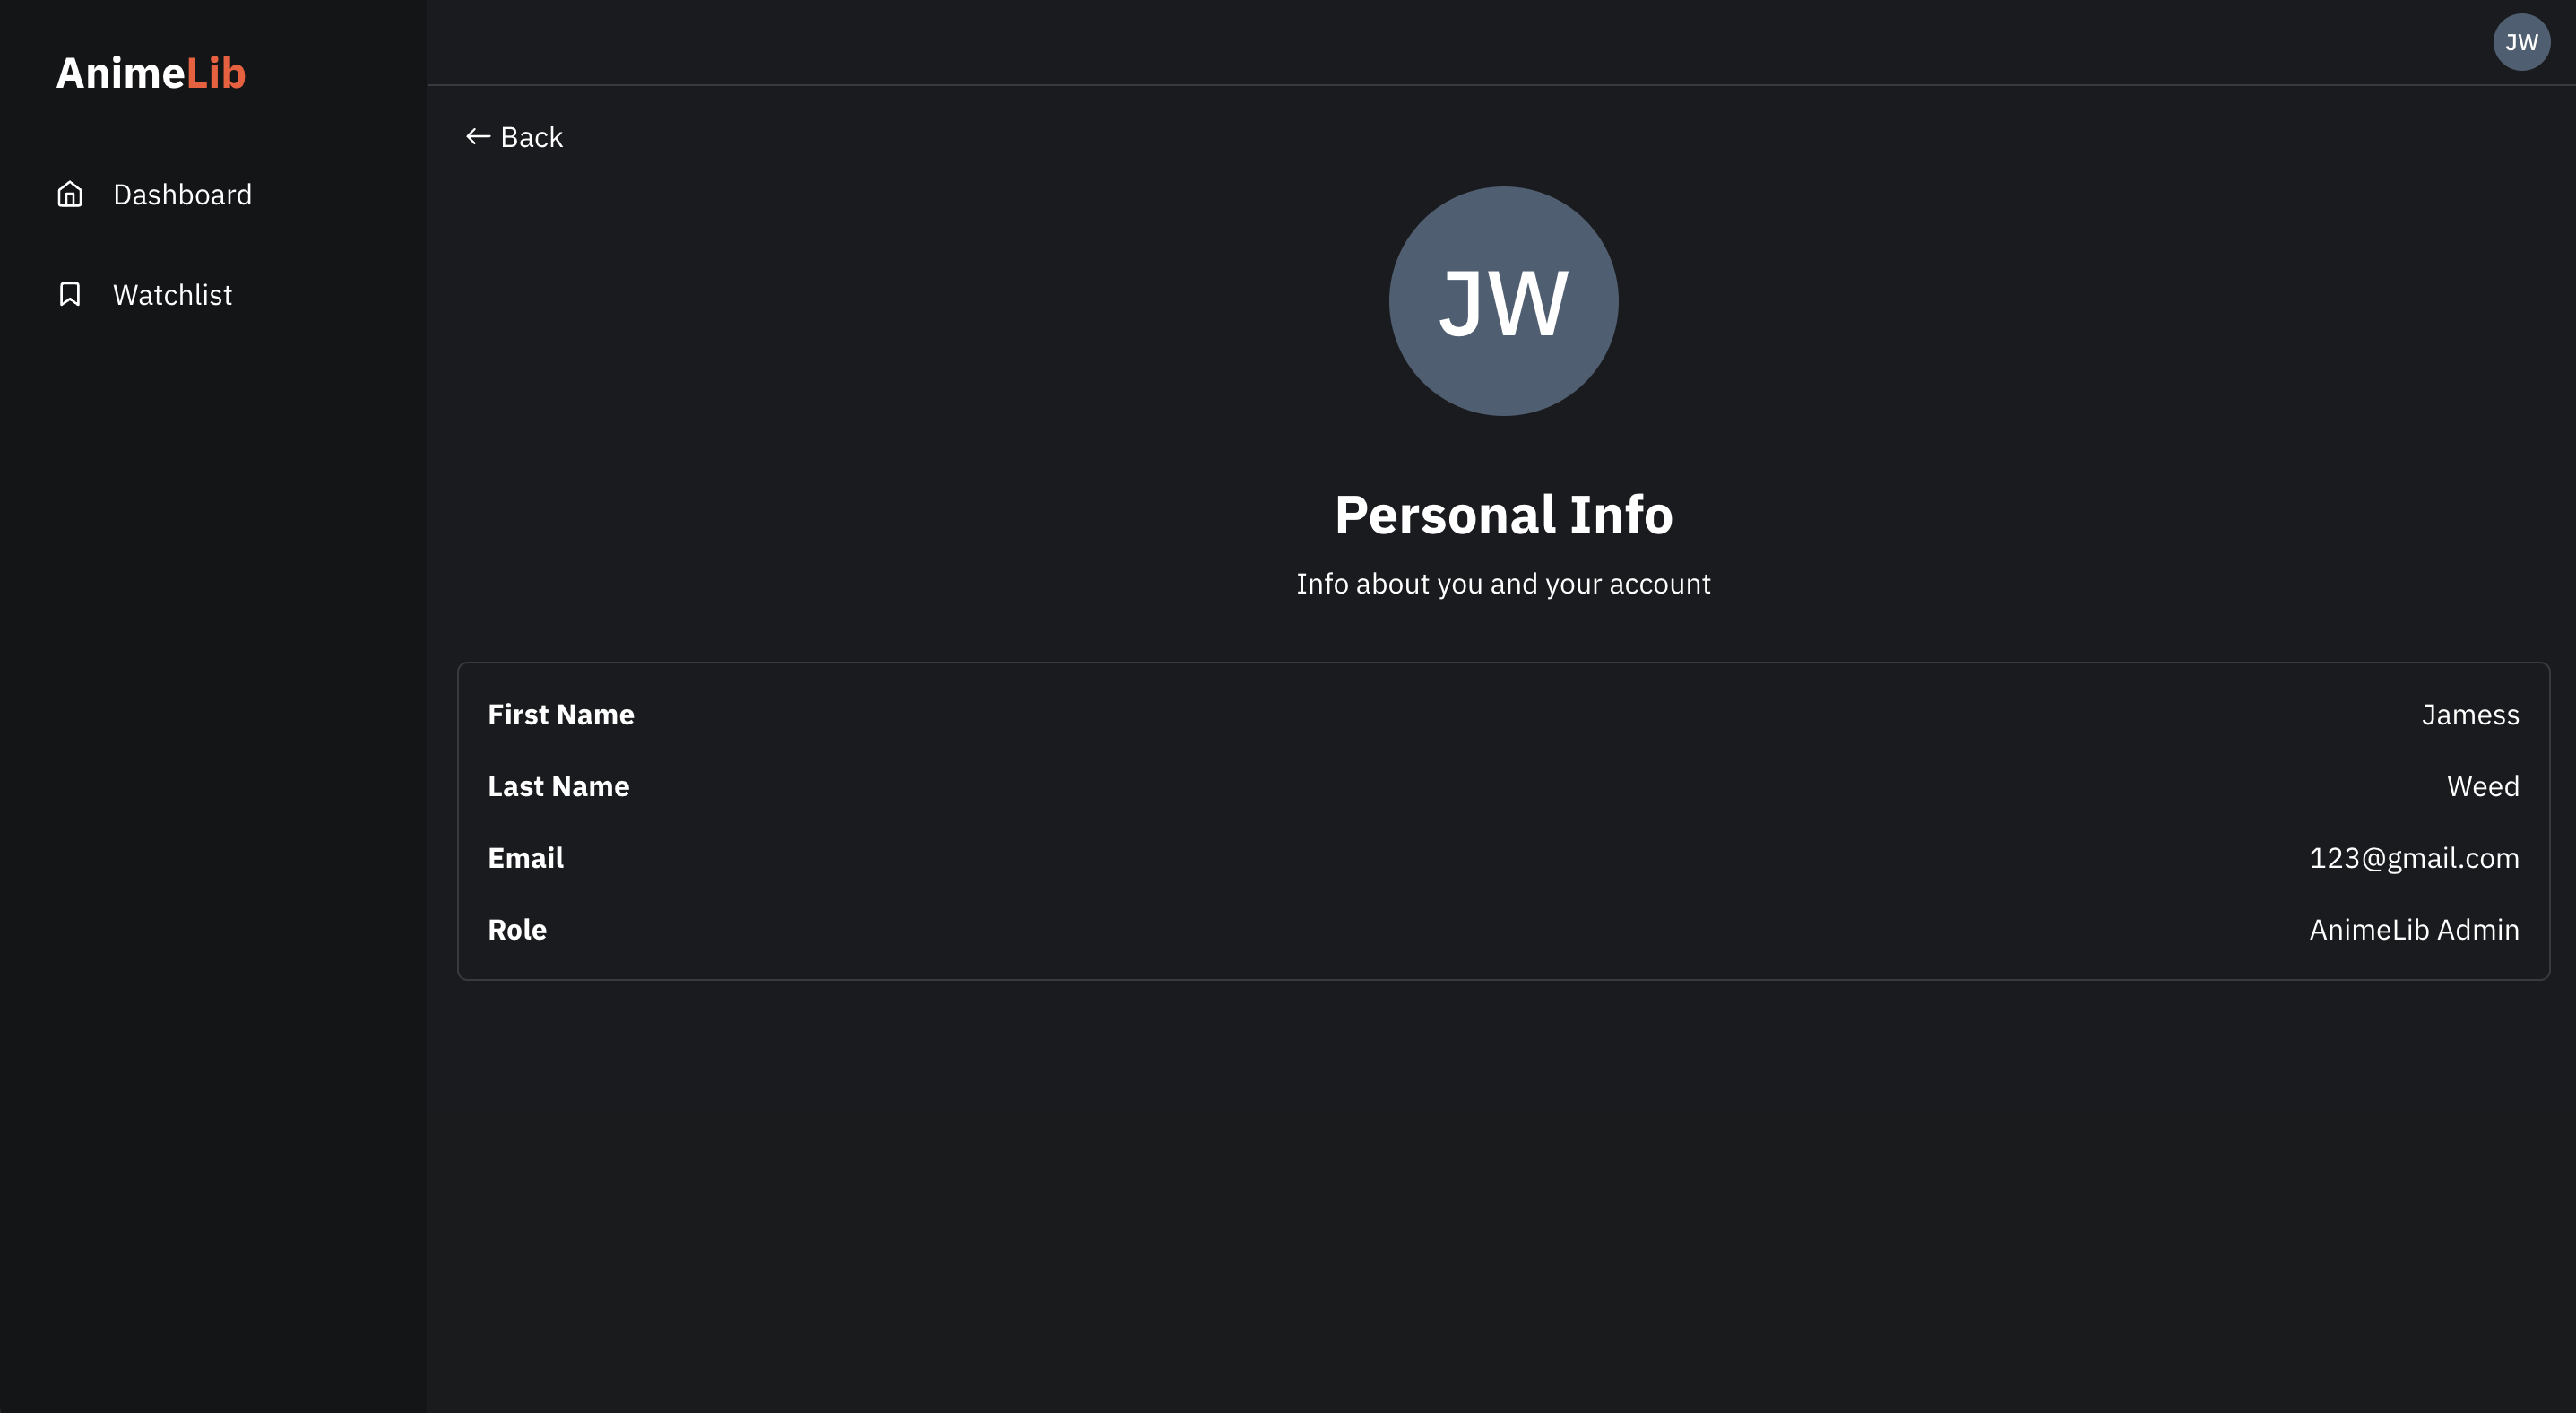 AnimeLib
Dashboard
Watchlist
JW
Back
JW
Personal Info
Info about you and your account
First Name Jamess
Last Name Weed
Email 123@gmail.com
Role AnimeLib Admin